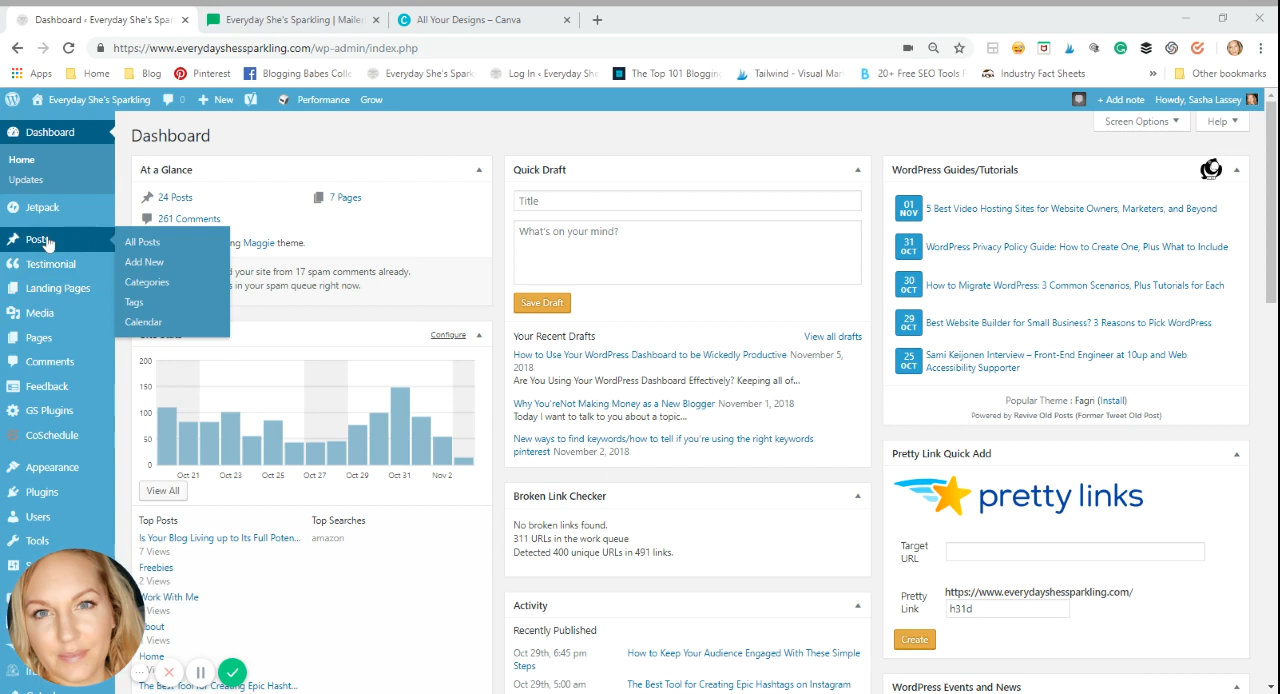 Dashboard ‹ Everyday She's Spar
Everyday She's Sparkling | Mailer
All Your Designs – Canva
https://www.everydayshessparkling.com/wp-admin/index.php
Apps
Home
Blog
Pinterest
Blogging Babes Colle
Everyday She's Spark
Log In ‹ Everyday She
The Top 101 Blogging
Tailwind - Visual Mar
20+ Free SEO Tools F
Industry Fact Sheets
»
Other bookmarks
Everyday She's Sparkling
0
+ New
Performance
Grow
+ Add note
Howdy, Sasha Lassey
Dashboard
Home
Updates
Jetpack
Posts
Testimonial
Landing Pages
Media
Pages
Comments
Feedback
GS Plugins
CoSchedule
Appearance
Plugins
Users
Tools
All Posts
Add New
Categories
Tags
Calendar
Dashboard
Screen Options
Help
At a Glance
24 Posts
7 Pages
261 Comments
ng Maggie theme.
d your site from 17 spam comments already.
s in your spam queue right now.
Configure
200
150
100
50
0
Oct 21
Oct 23
Oct 25
Oct 27
Oct 29
Oct 31
Nov 2
View All
Top Posts
Top Searches
Is Your Blog Living up to Its Full Poten...
amazon
7 Views
Freebies
2 Views
Work With Me
Views
bout
Views
Home
The Best Tool for Creating Epic Hasht...
Quick Draft
Title
What's on your mind?
Save Draft
Your Recent Drafts
View all drafts
How to Use Your WordPress Dashboard to be Wickedly Productive November 5,
2018
Are You Using Your WordPress Dashboard Effectively? Keeping all of...
Why You'reNot Making Money as a New Blogger November 1, 2018
Today I want to talk to you about a topic...
New ways to find keywords/how to tell if you're using the right keywords
pinterest November 2, 2018
Broken Link Checker
No broken links found.
311 URLs in the work queue
Detected 400 unique URLs in 491 links.
Activity
Recently Published
Oct 29th, 6:45 pm
How to Keep Your Audience Engaged With These Simple
Steps
Oct 29th, 5:00 am
The Best Tool for Creating Epic Hashtags on Instagram
WordPress Guides/Tutorials
01 NOV
5 Best Video Hosting Sites for Website Owners, Marketers, and Beyond
31 OCT
WordPress Privacy Policy Guide: How to Create One, Plus What to Include
30 OCT
How to Migrate WordPress: 3 Common Scenarios, Plus Tutorials for Each
29 OCT
Best Website Builder for Small Business? 3 Reasons to Pick WordPress
25 OCT
Sami Keijonen Interview – Front-End Engineer at 10up and Web
Accessibility Supporter
Popular Theme : Fagri (Install)
Powered by Revive Old Posts (Former Tweet Old Post)
Pretty Link Quick Add
pretty links
Target
URL
Pretty
Link
https://www.everydayshessparkling.com/
h31d
Create
WordPress Events and News